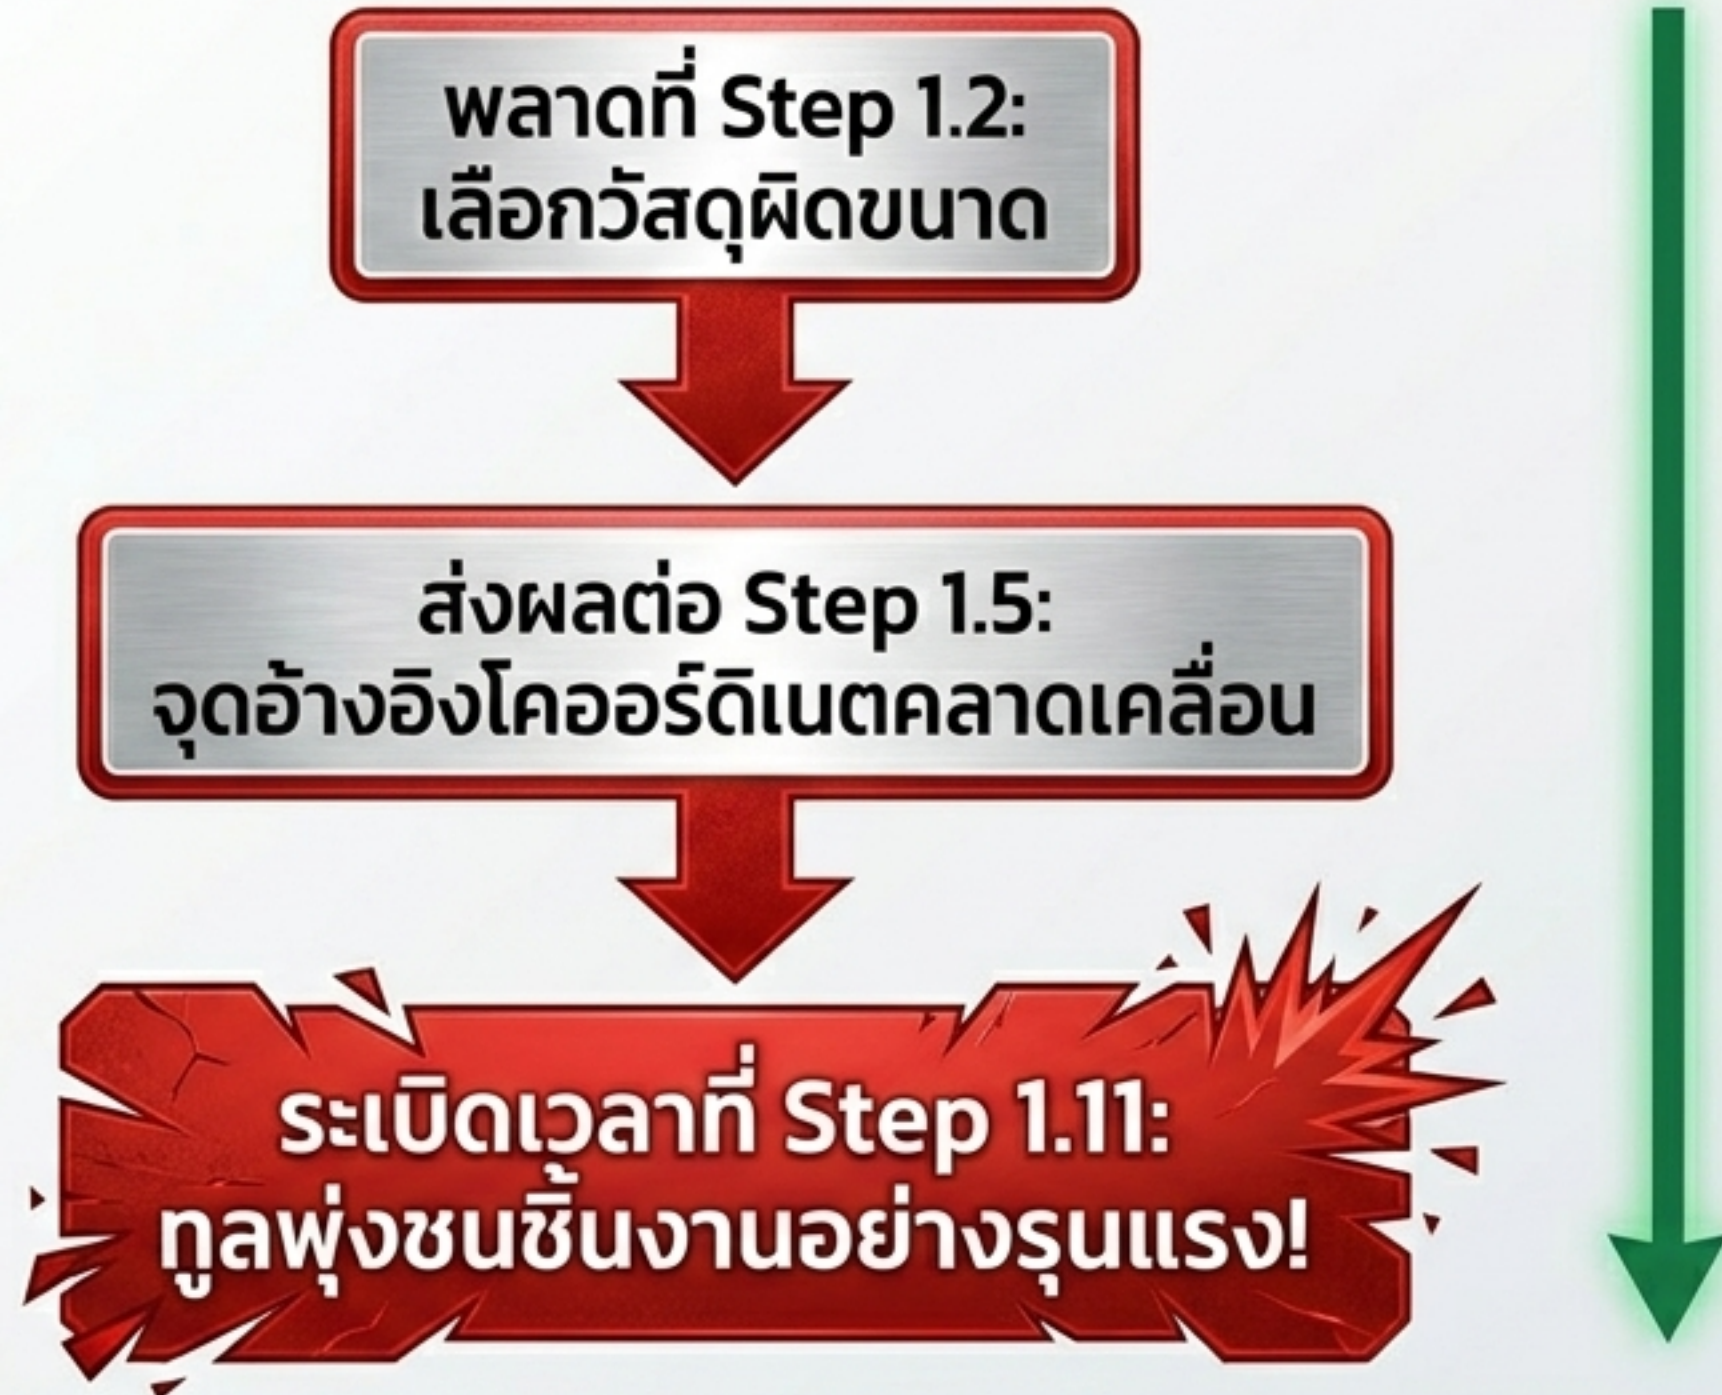 พลาดที่ Step 1.2:
เลือกวัสดุผิดขนาด
ส่งผลต่อ Step 1.5:
จุดอ้างอิงโคออร์ดิเนตคลาดเคลื่อน
ระเบิดเวลาที่ Step 1.11:
ทูลพุ่งชนชิ้นงานอย่างรุนแรง!